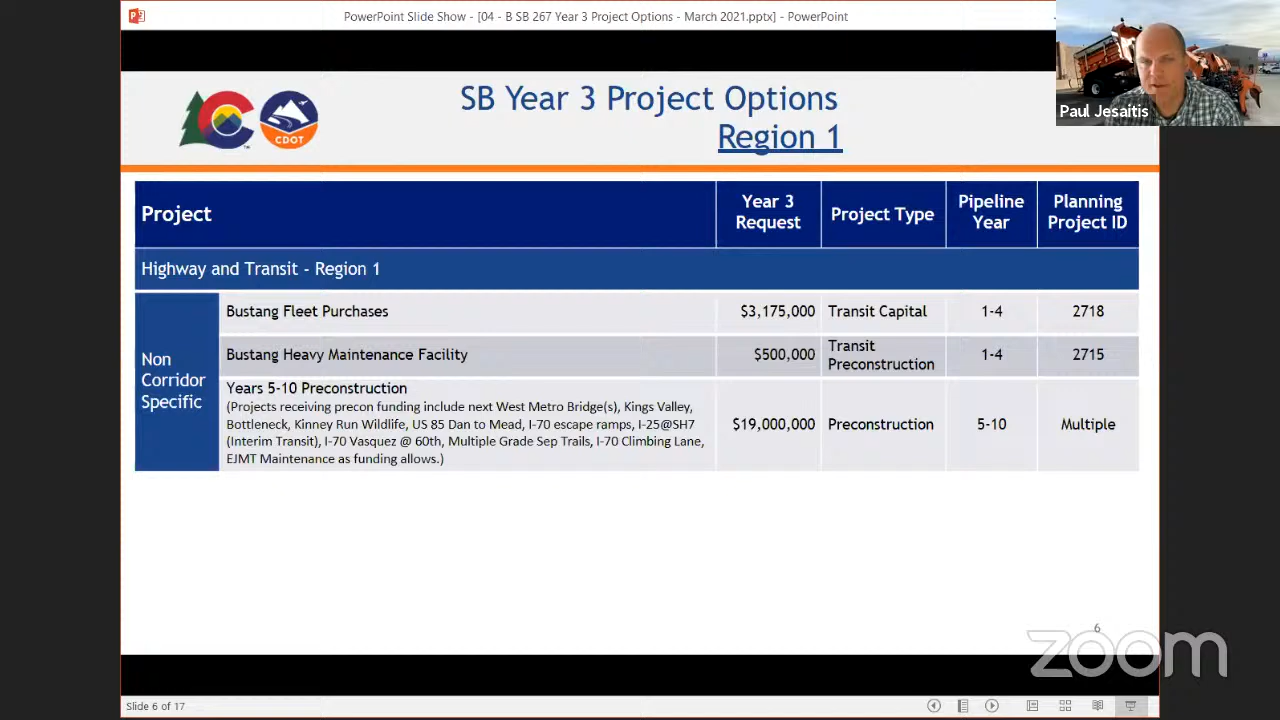 PowerPoint Slide Show - [04 - B SB 267 Year 3 Project Options - March 2021.pptx] - PowerPoint
Paul Jesaitis
SB Year 3 Project Options
Region 1
CDOT
Project
Year 3
Request
Project Type
Pipeline
Year
Planning
Project ID
Highway and Transit - Region 1
Non
Corridor
Specific
Bustang Fleet Purchases
$3,175,000
Transit Capital
1-4
2718
Bustang Heavy Maintenance Facility
$500,000
Transit
Preconstruction
1-4
2715
Years 5-10 Preconstruction
(Projects receiving precon funding include next West Metro Bridge(s), Kings Valley,
Bottleneck, Kinney Run Wildlife, US 85 Dan to Mead, I-70 escape ramps, I-25@SH7
(Interim Transit), I-70 Vasquez @ 60th, Multiple Grade Sep Trails, I-70 Climbing Lane,
EJMT Maintenance as funding allows.)
$19,000,000
Preconstruction
5-10
Multiple
6
zoom
Slide 6 of 17